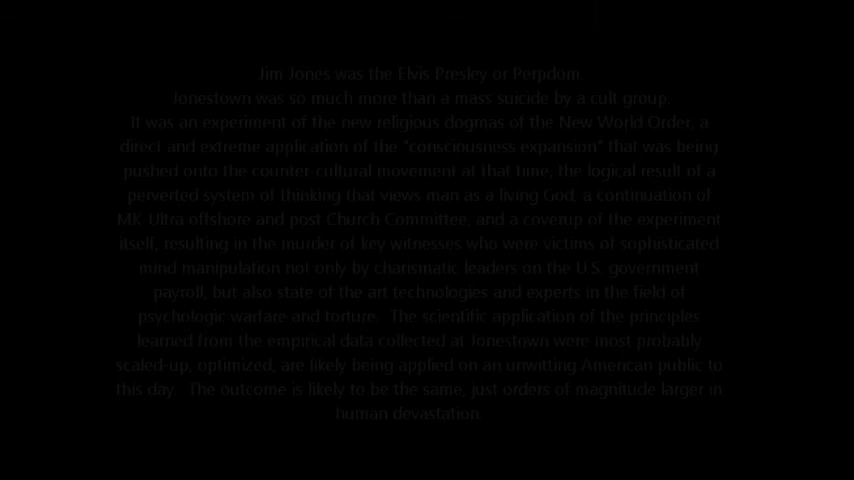 Jim Jones was the Elvis Presley or Perpdom.
Jonestown was so much more than a mass suicide by a cult group.
It was an experiment of the new religious dogmas of the New World Order, a
direct and extreme application of the "consciousness expansion" that was being
pushed onto the counter-cultural movement at that time, the logical result of a
perverted system of thinking that views man as a living God, a continuation of
MK Ultra offshore and post Church Committee, and a coverup of the experiment
itself, resulting in the murder of key witnesses who were victims of sophisticated
mind manipulation not only by charismatic leaders on the U.S. government
payroll, but also state of the art technologies and experts in the field of
psychologic warfare and torture. The scientific application of the principles
learned from the empirical data collected at Jonestown were most probably
scaled-up, optimized, are likely being applied on an unwitting American public to
this day. The outcome is likely to be the same, just orders of magnitude larger in
human devastation.